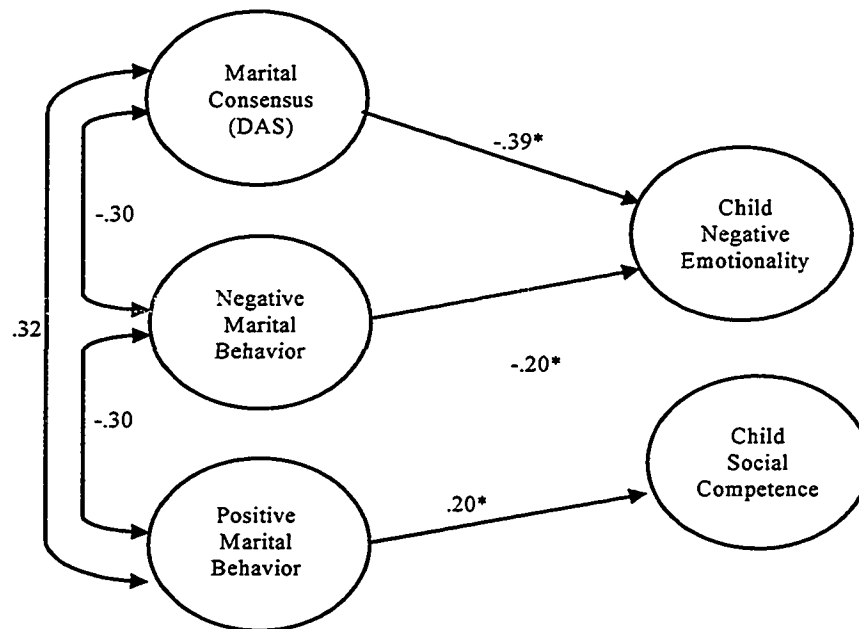 Marital
Consensus
(DAS)
-.39*
Child
Negative
Emotionality
-.30
Negative
Marital
Behavior
.32
-.20*
-.30
Child
Social
Competence
.20*
Positive
Marital
Behavior